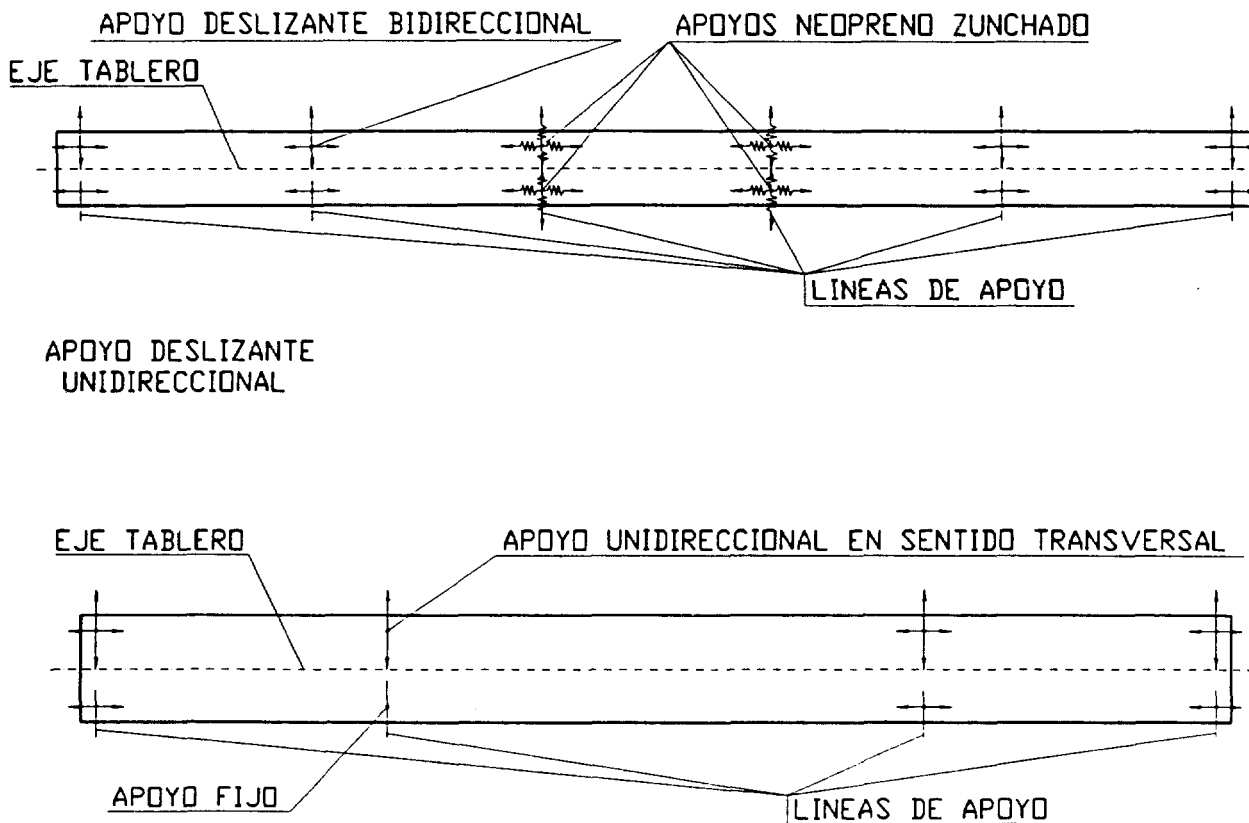 APOYO DESLIZANTE BIDIRECCIONAL
APOYOS NEOPRENO ZUNCHADO
EJE TABLERO
LINEAS DE APOYO
APOYO DESLIZANTE
UNIDIRECCIONAL
EJE TABLERO
APOYO UNIDIRECCIONAL EN SENTIDO TRANSVERSAL
APOYO FIJO
LINEAS DE APOYO